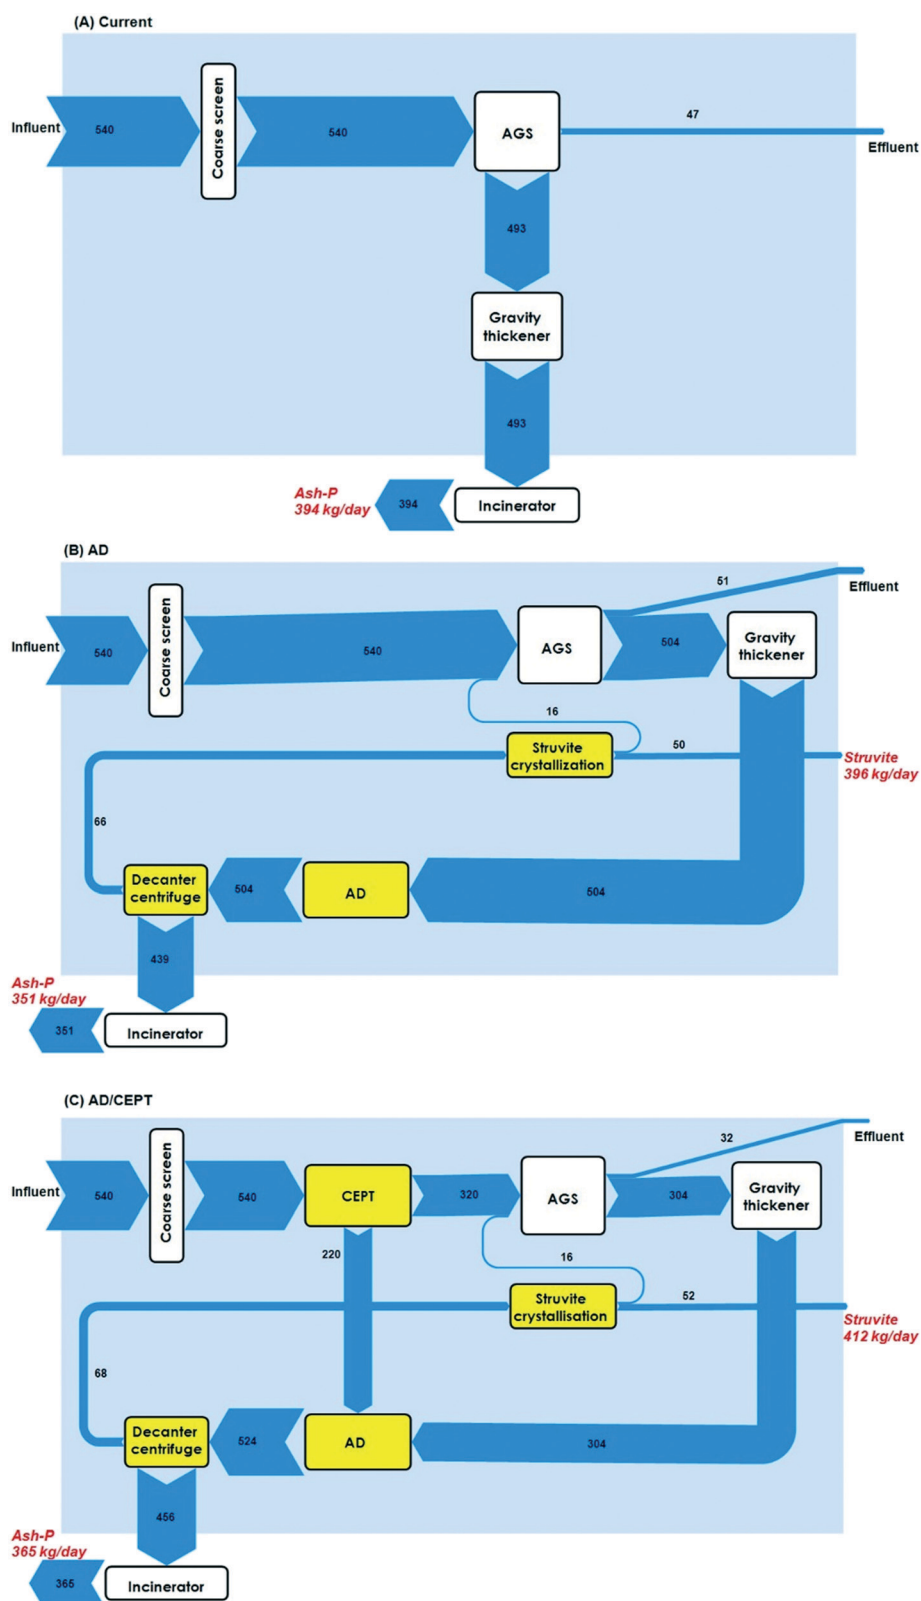 (A) Current
Influent
540
Coarse screen
540
AGS
47
Effluent
493
Gravity
thickener
493
Ash-P
394 kg/day
394
Incinerator
(B) AD
Influent
540
Coarse screen
540
AGS
51
Effluent
504
Gravity
thickener
16
Struvite
crystallization
50
Struvite
396 kg/day
66
Decanter
centrifuge
504
AD
504
439
Ash-P
351 kg/day
351
Incinerator
(C) AD/CEPT
Influent
540
Coarse screen
540
CEPT
320
AGS
32
Effluent
304
Gravity
thickener
220
16
Struvite
crystallisation
52
Struvite
412 kg/day
68
Decanter
centrifuge
524
AD
304
456
Ash-P
365 kg/day
365
Incinerator